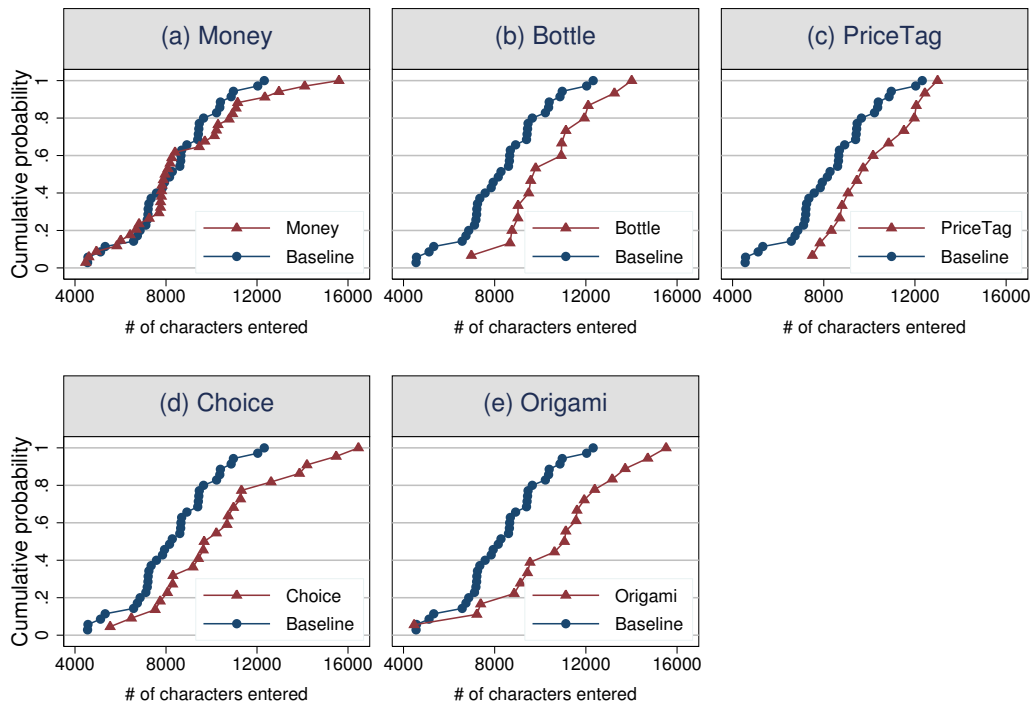 (a) Money
(b) Bottle
(c) PriceTag
Cumulative probability
0 .2 .4 .6 .8 1
Money
Baseline
Bottle
Baseline
PriceTag
Baseline
4000 8000 12000 16000
4000 8000 12000 16000
4000 8000 12000 16000
# of characters entered
# of characters entered
# of characters entered
(d) Choice
(e) Origami
Cumulative probability
0 .2 .4 .6 .8 1
Choice
Baseline
Origami
Baseline
4000 8000 12000 16000
4000 8000 12000 16000
# of characters entered
# of characters entered